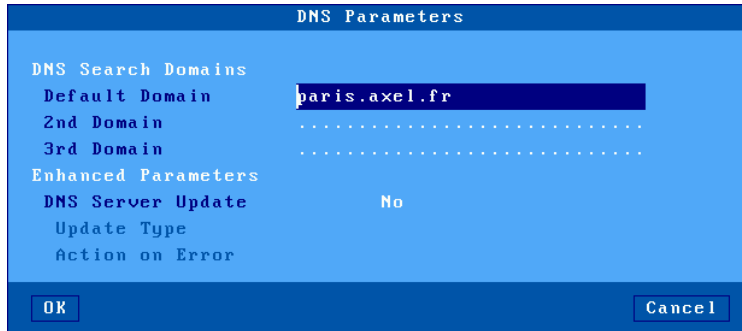 DNS Parameters
DNS Search Domains
Default Domain paris.axel.fr
2nd Domain .............................
3rd Domain .............................
Enhanced Parameters
DNS Server Update No
Update Type
Action on Error
OK Cancel